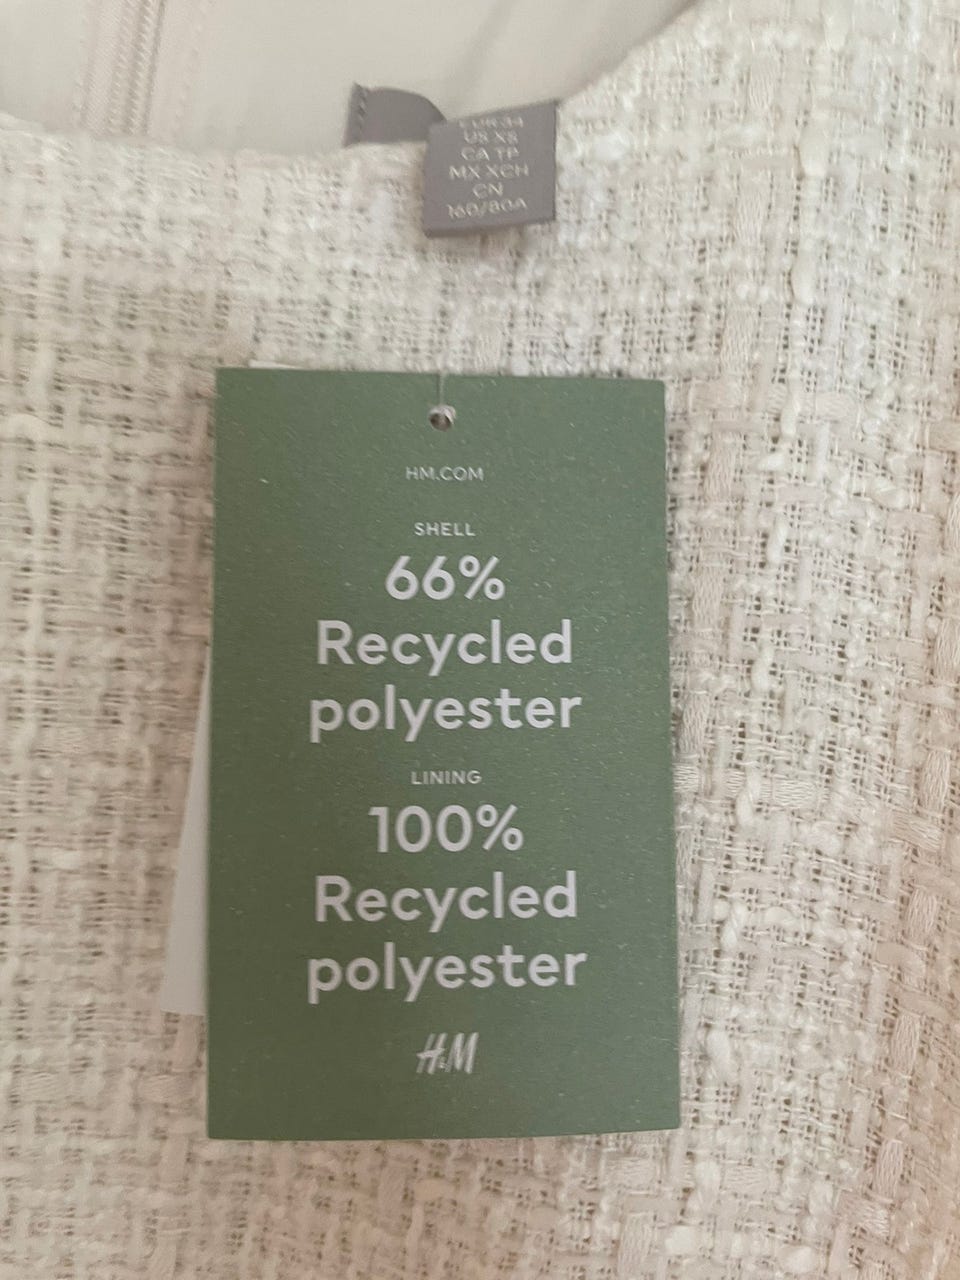 EUR 34
US XS
CA TP
MX XCH
CN
160/80A
HM.COM
SHELL
66%
Recycled
polyester
LINING
100%
Recycled
polyester
H&M